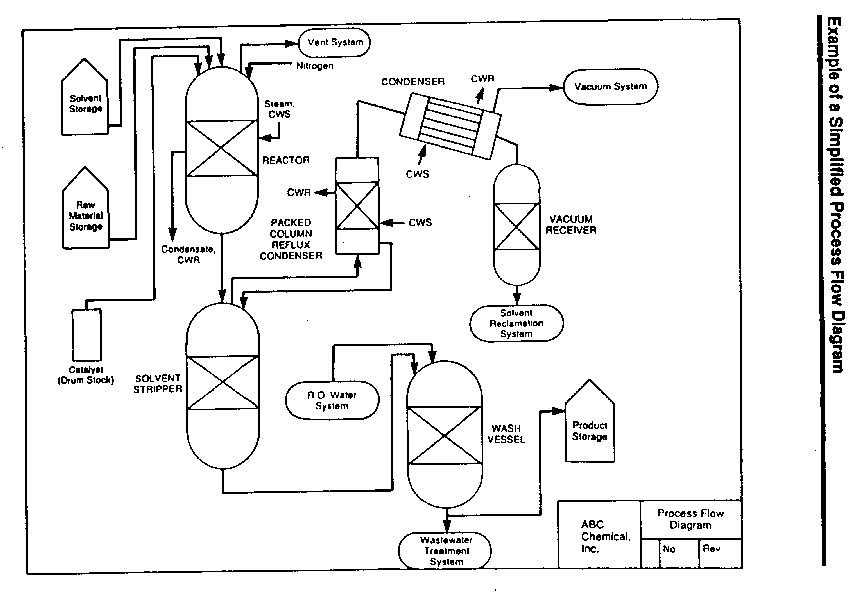 Example of a Simplified Process Flow Diagram
Vent System
Nitrogen
Solvent
Storage
Steam,
CWS
REACTOR
Raw
Material
Storage
Condensate,
CWR
CONDENSER
CWR
Vacuum System
CWS
CWR
CWS
PACKED
COLUMN
REFLUX
CONDENSER
VACUUM
RECEIVER
Solvent
Reclamation
System
Catalyst
(Drum Stock)
SOLVENT
STRIPPER
R.O. Water
System
WASH
VESSEL
Product
Storage
Wastewater
Treatment
System
ABC
Chemical,
Inc.
Process Flow
Diagram
No
Rev